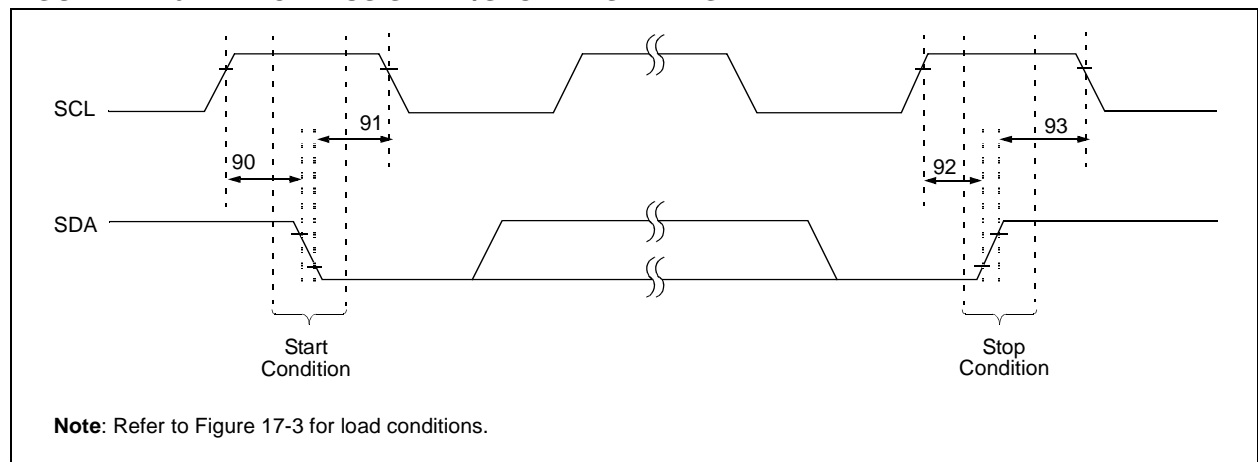 SCL
91
93
90
92
SDA
Start
Condition
Stop
Condition
Note: Refer to Figure 17-3 for load conditions.